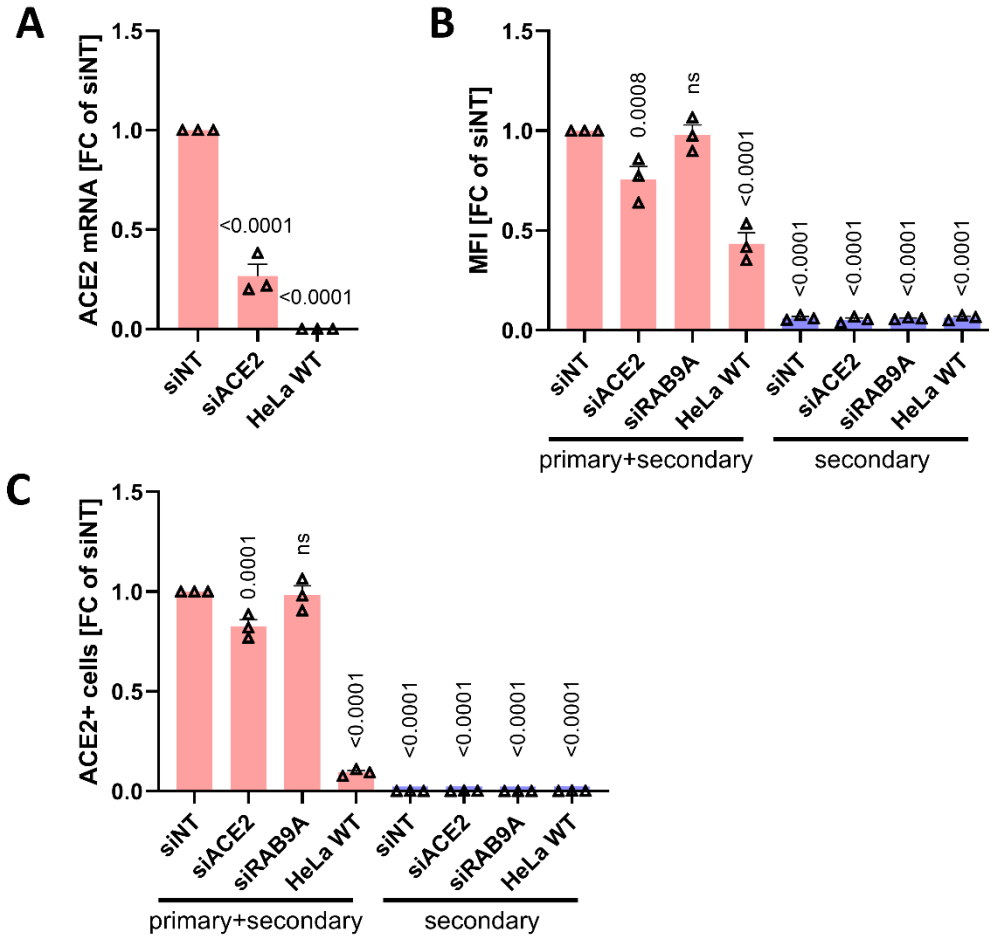 A
ACE2 mRNA [FC of siNT]
1.5
1.0
0.5
0.0
<0.0001
<0.0001
siNT
siACE2
HeLa WT
B
MFI [FC of siNT]
1.5
1.0
0.5
0.0
0.0008
ns
<0.0001
<0.0001
<0.0001
<0.0001
<0.0001
siNT
siACE2
siRAB9A
HeLa WT
siNT
siACE2
siRAB9A
HeLa WT
primary+secondary
secondary
C
ACE2+ cells [FC of siNT]
1.5
1.0
0.5
0.0
0.0001
ns
<0.0001
<0.0001
<0.0001
<0.0001
<0.0001
siNT
siACE2
siRAB9A
HeLa WT
siNT
siACE2
siRAB9A
HeLa WT
primary+secondary
secondary